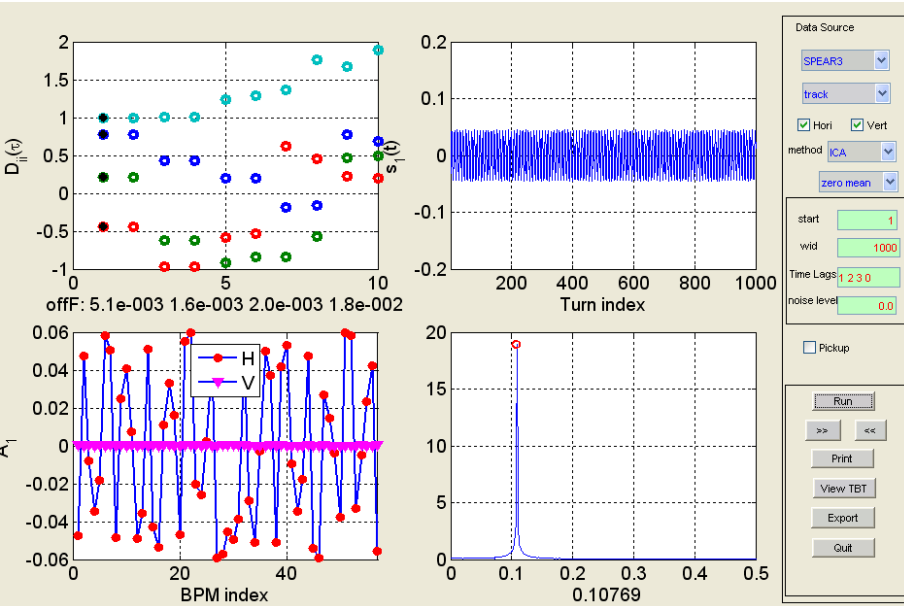 2
1.5
1
0.5
0
-0.5
-1
D_ii(τ)
0
5
10
offF: 5.1e-003 1.6e-003 2.0e-003 1.8e-002
0.2
0.1
0
-0.1
-0.2
s_1(t)
200
400
600
800
1000
Turn index
0.06
0.04
0.02
0
-0.02
-0.04
-0.06
A_1
H
V
0
20
40
BPM index
20
15
10
5
0
0
0.1
0.2
0.3
0.4
0.5
0.10769
Data Source
SPEAR3
track
Hori Vert
method ICA
zero mean
start 1
wid 1000
Time Lags 1 2 3 0
noise level 0.0
Pickup
Run
>> <<
Print
View TBT
Export
Quit